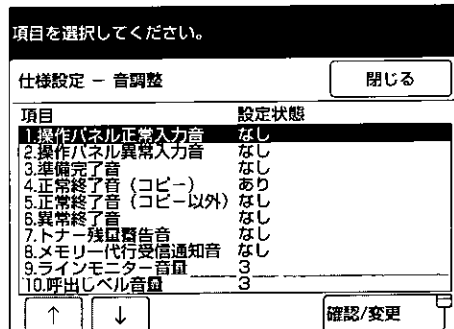 項目を選択してください。
仕様設定 － 音調整 閉じる
項目 設定状態
1.操作パネル正常入力音 なし
2.操作パネル異常入力音 なし
3.準備完了音 なし
4.正常終了音（コピー） あり
5.正常終了音（コピー以外） なし
6.異常終了音 なし
7.トナー残量警告音 なし
8.メモリー代行受信通知音 なし
9.ラインモニター音量 3
10.呼出しベル音量 3
↑ ↓ 確認/変更